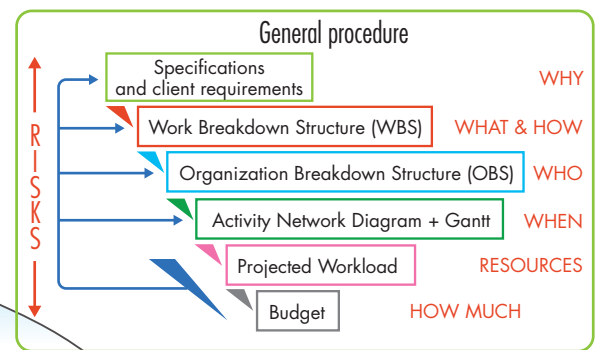 General procedure
Specifications
and client requirements
WHY
Work Breakdown Structure (WBS)
WHAT & HOW
Organization Breakdown Structure (OBS)
WHO
Activity Network Diagram + Gantt
WHEN
Projected Workload
RESOURCES
Budget
HOW MUCH
RISKS